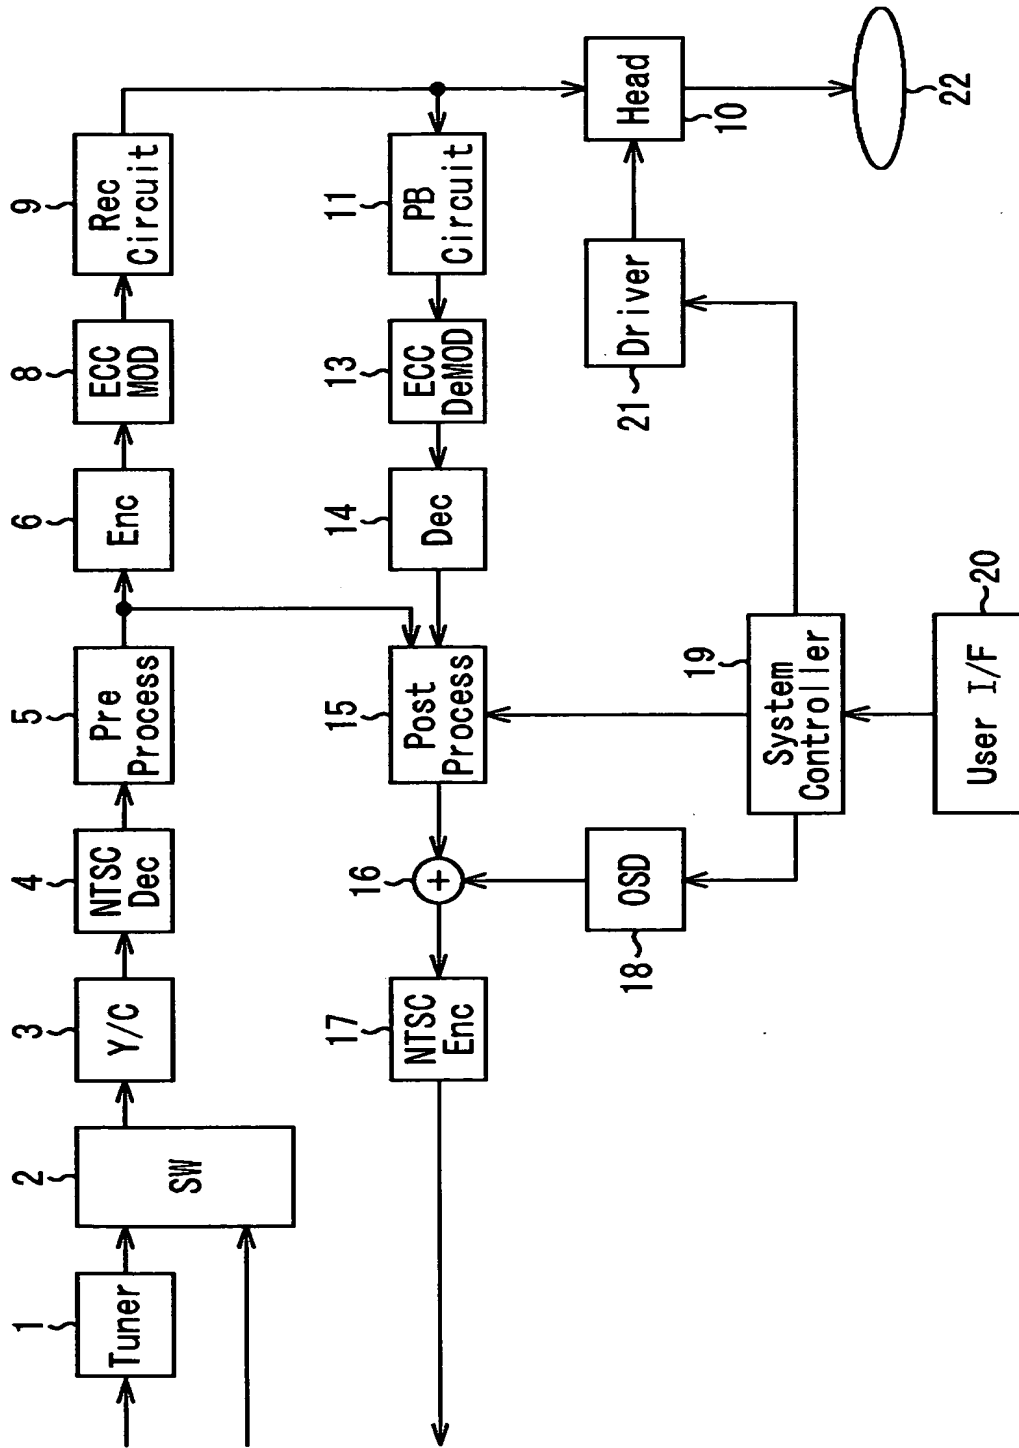 1
Tuner
2
SW
3
Y/C
4
NTSC
Dec
5
Pre
Process
6
Enc
8
ECC
MOD
9
Rec
Circuit
17
NTSC
Enc
16
+
15
Post
Process
14
Dec
13
ECC
DeMOD
11
PB
Circuit
18
OSD
21
Driver
Head
10
19
System
Controller
User I/F
20
22